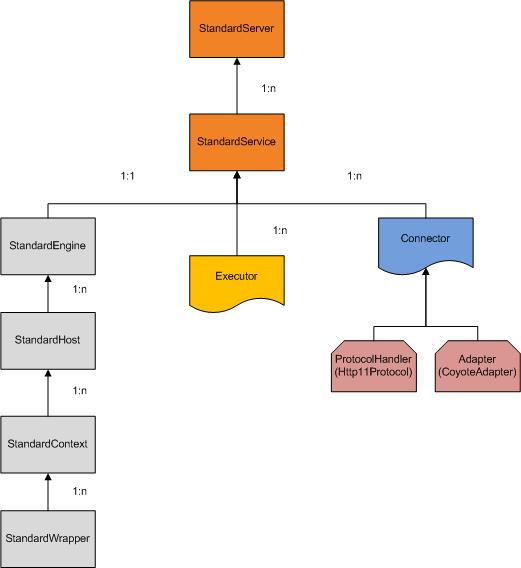 StandardServer
1:n
StandardService
1:1
1:n
StandardEngine
1:n
Connector
Executor
1:n
StandardHost
ProtocolHandler
(Http11Protocol)
Adapter
(CoyoteAdapter)
1:n
StandardContext
1:n
StandardWrapper